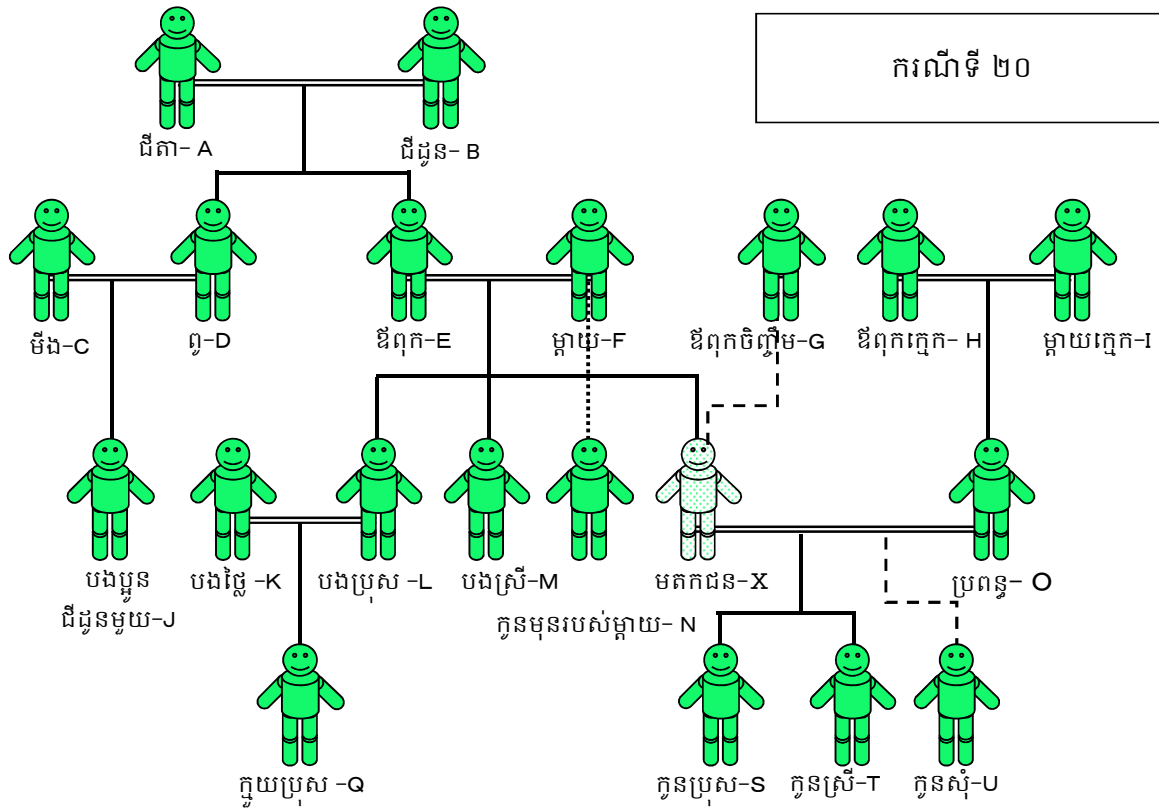 ករណីទី ២០
ជីតា- A
ជីដូន- B
មីង-C
ពូ-D
ឪពុក-E
ម្តាយ-F
ឪពុកចិញ្ចឹម-G
ឪពុកក្មេក- H
ម្តាយក្មេក-I
បងប្អូន
ជីដូនមួយ-J
បងថ្លៃ -K
បងប្រុស -L
បងស្រី-M
កូនមុនរបស់ម្តាយ- N
មតកជន-X
ប្រពន្ធ- O
ក្មួយប្រុស -Q
កូនប្រុស-S
កូនស្រី-T
កូនសុំ-U